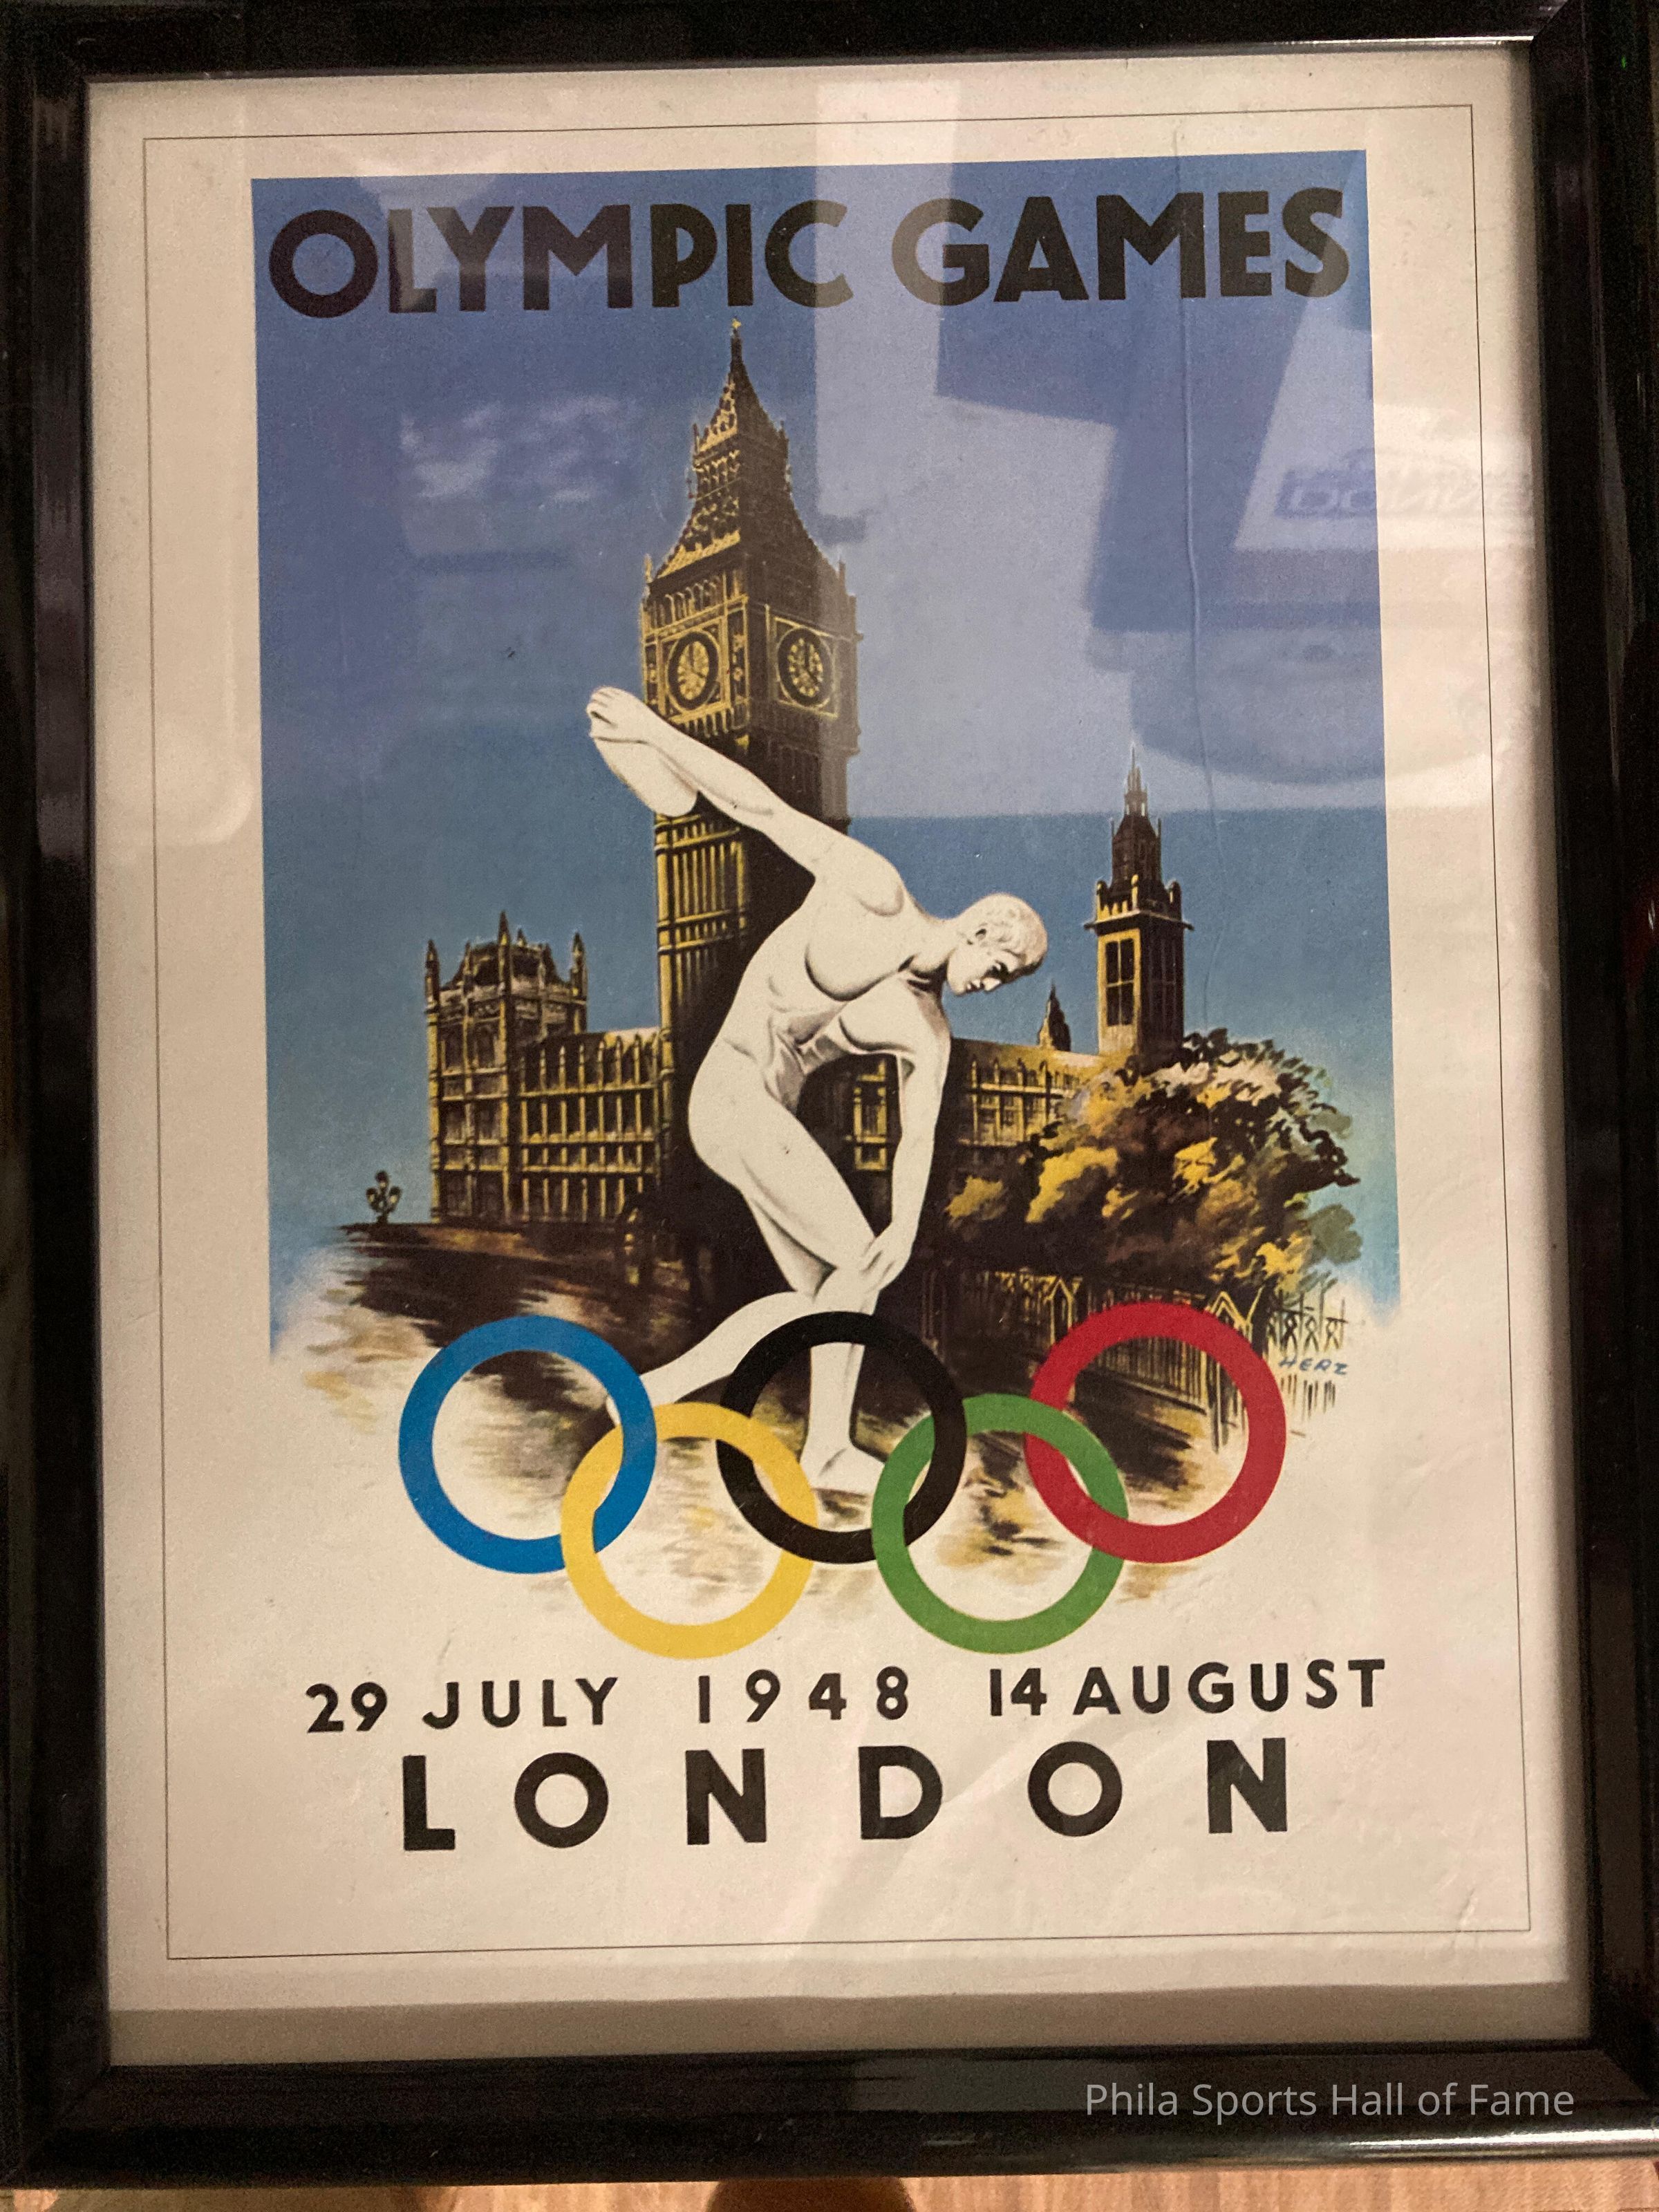 OLYMPIC GAMES
HERZ
29 JULY 1948 14 AUGUST
LONDON
Phila Sports Hall of Fame